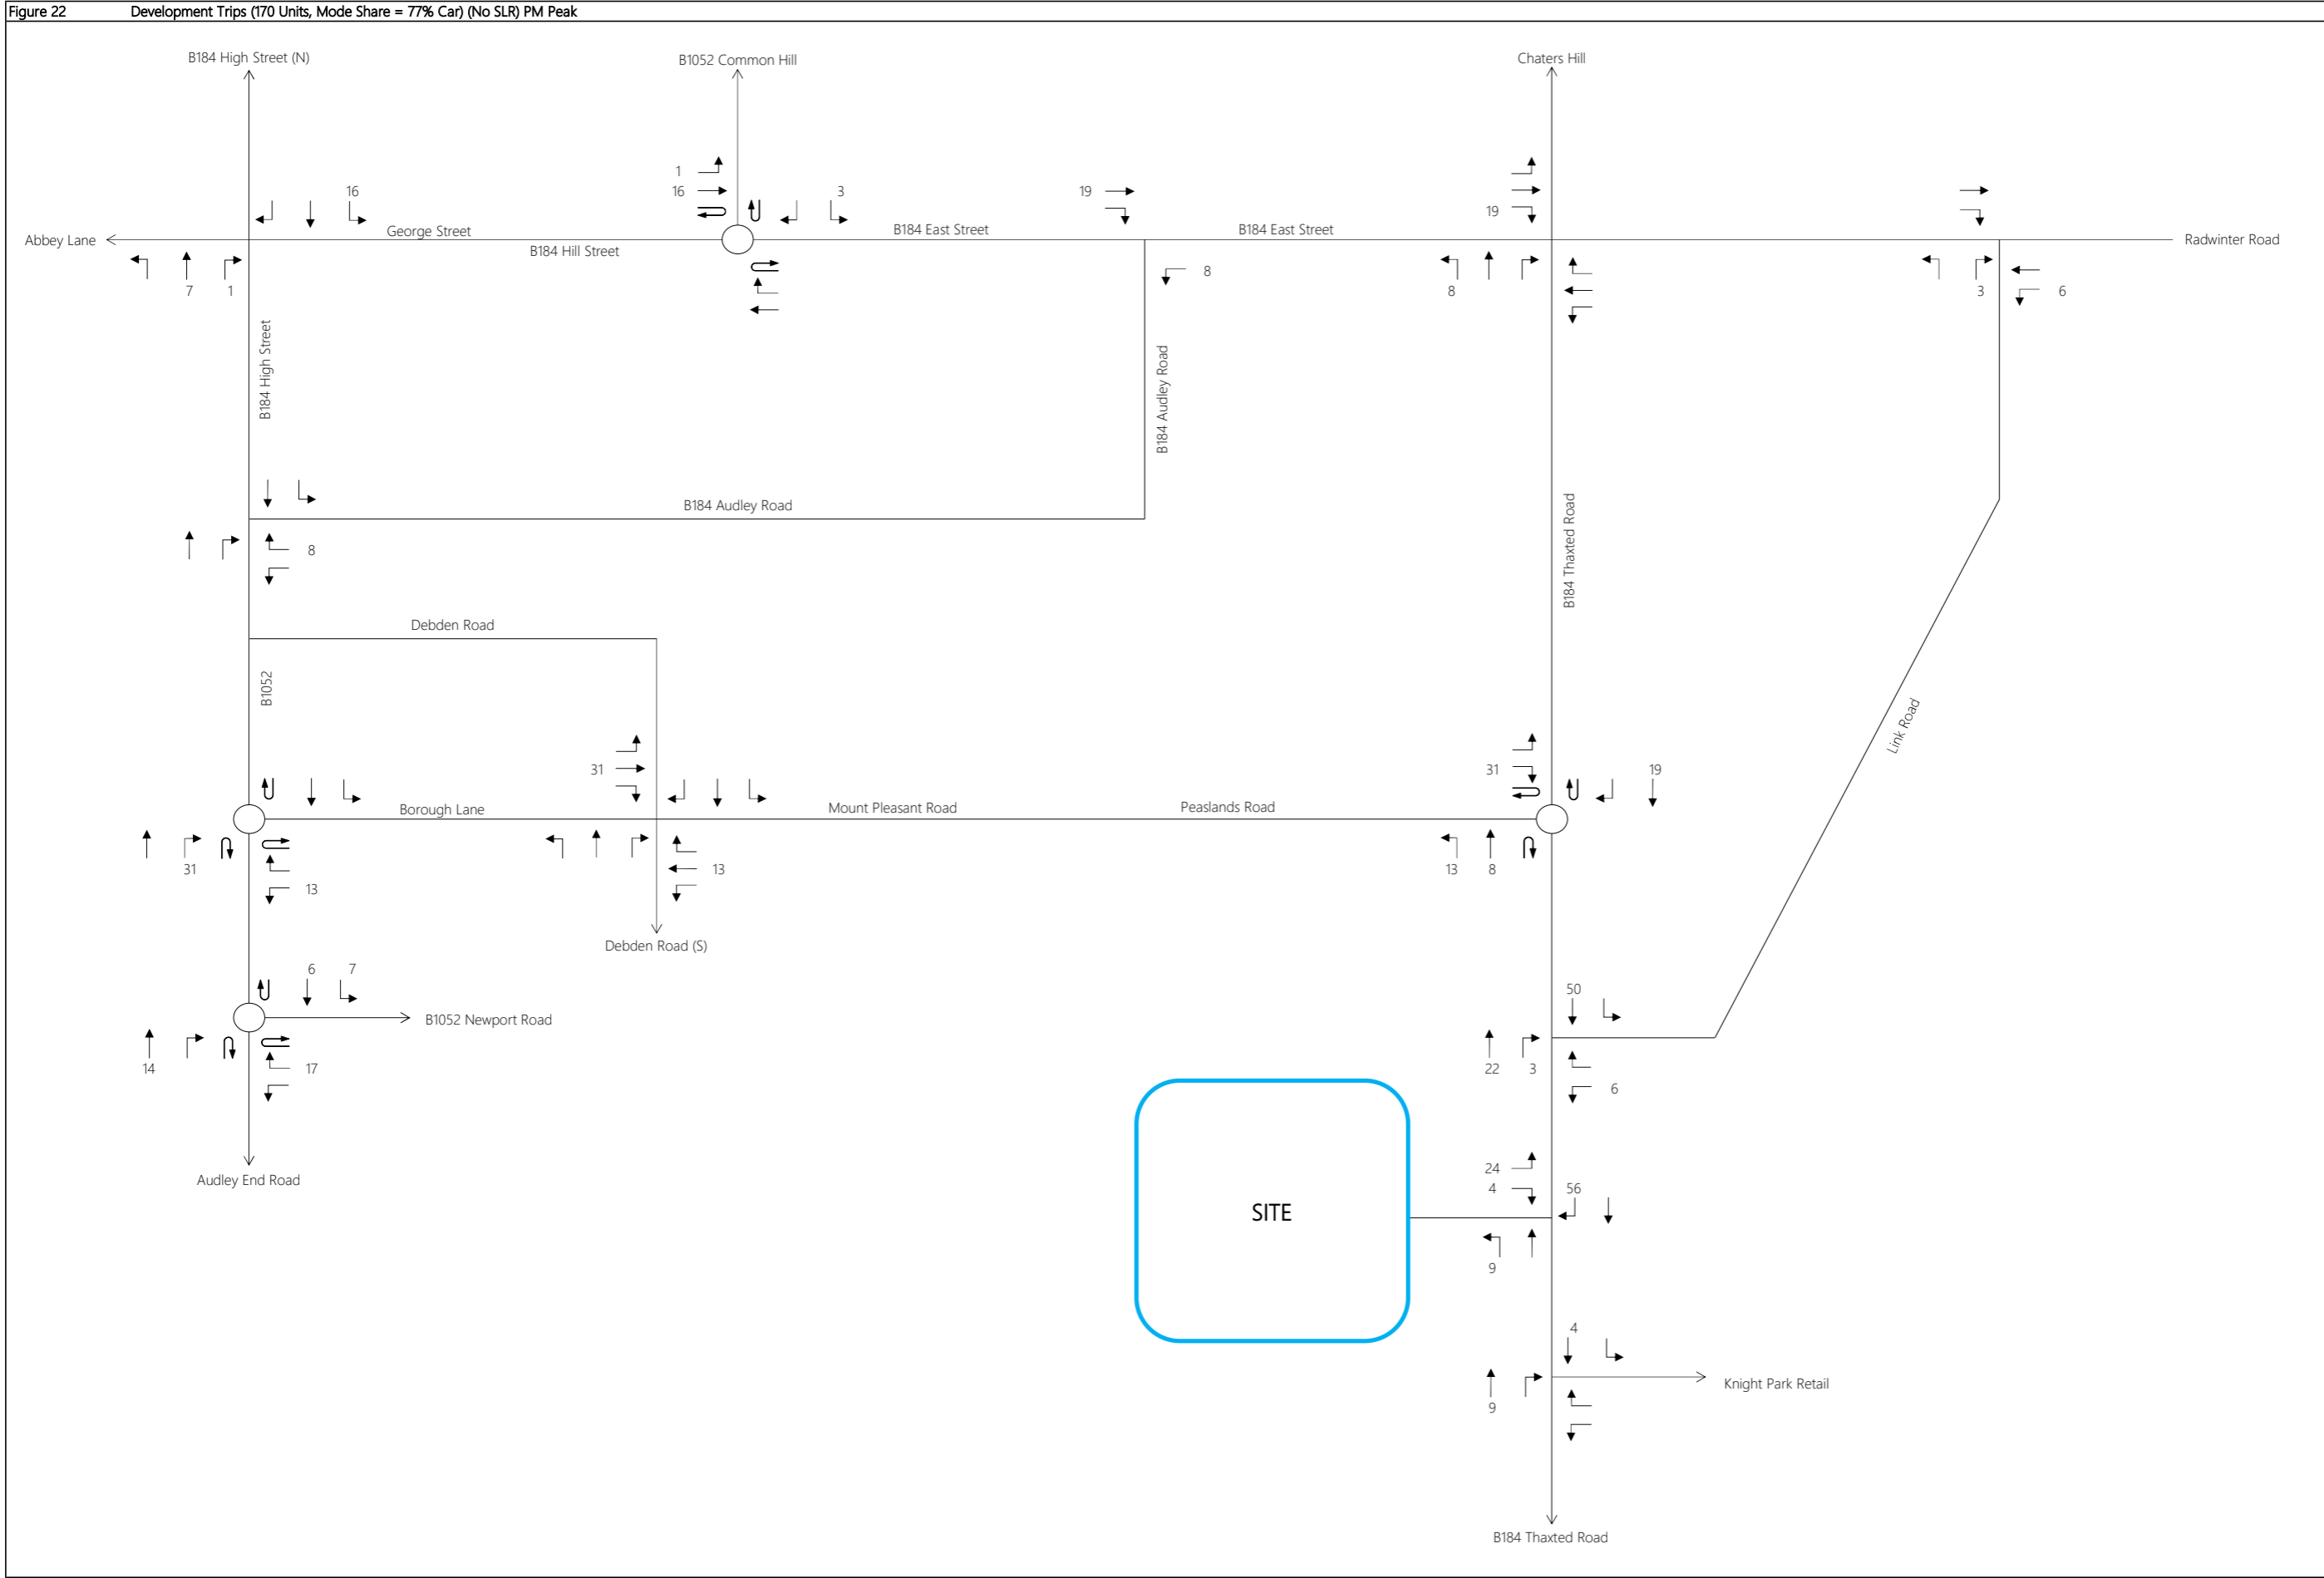 Figure 22 Development Trips (170 Units, Mode Share = 77% Car) (No SLR) PM Peak
B184 High Street (N)
B1052 Common Hill
Chaters Hill
1
16
16
3
19
19
Abbey Lane
George Street
B184 Hill Street
B184 East Street
B184 East Street
Radwinter Road
7
1
8
8
3
6
B184 High Street
B184 Audley Road
B184 Audley Road
B184 Thaxted Road
8
Debden Road
B1052
Link Road
31
31
19
Borough Lane
Mount Pleasant Road
Peaslands Road
31
13
13
13
8
Debden Road (S)
6
7
B1052 Newport Road
14
17
50
22
3
6
Audley End Road
24
4
56
SITE
9
4
9
Knight Park Retail
B184 Thaxted Road